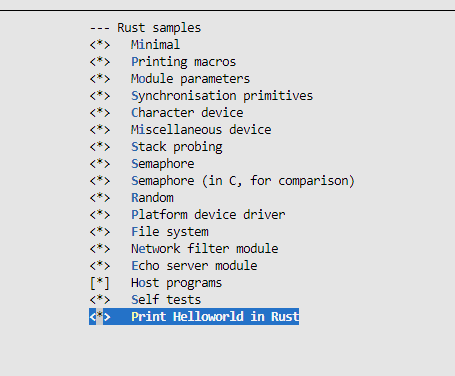 --- Rust samples
<*> Minimal
<*> Printing macros
<*> Module parameters
<*> Synchronisation primitives
<*> Character device
<*> Miscellaneous device
<*> Stack probing
<*> Semaphore
<*> Semaphore (in C, for comparison)
<*> Random
<*> Platform device driver
<*> File system
<*> Network filter module
<*> Echo server module
[*] Host programs
<*> Self tests
<*> Print Helloworld in Rust